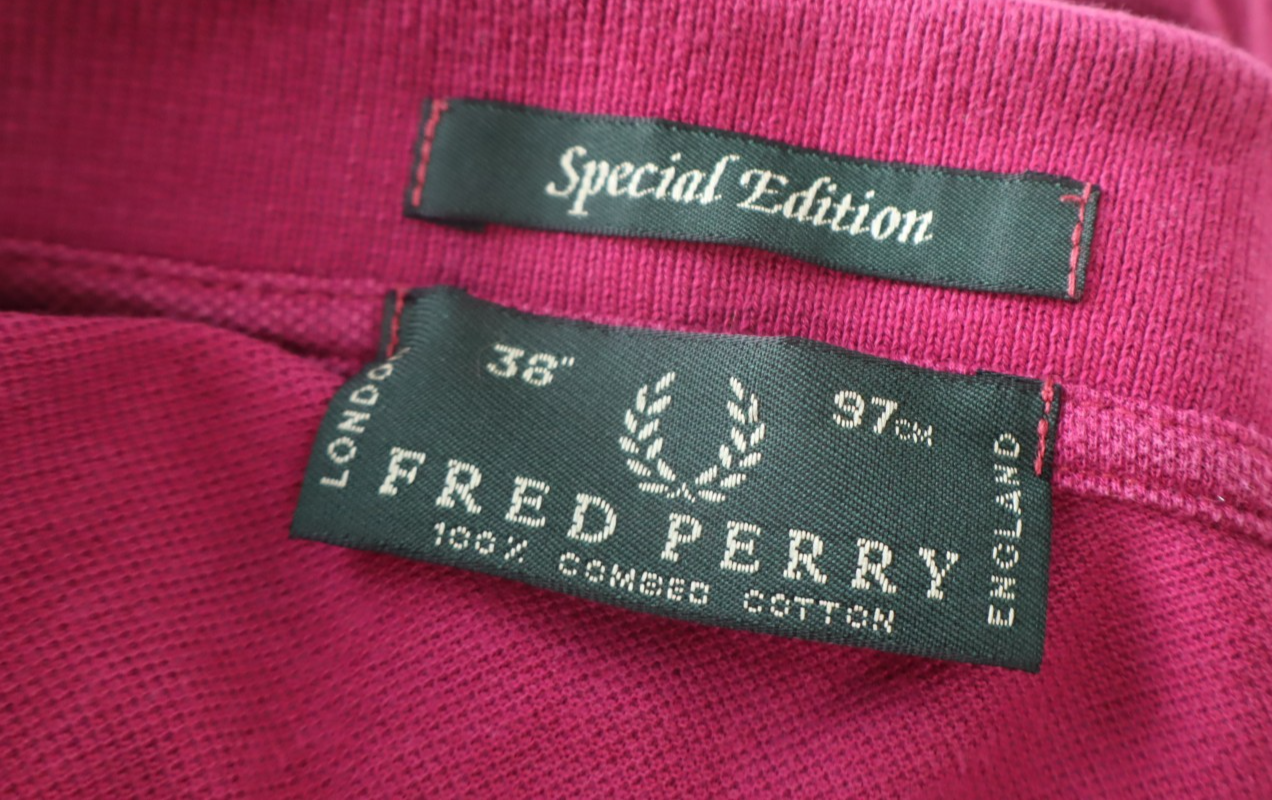 Special Edition
38" 97CM
LONDON
FRED PERRY
ENGLAND
100% COMBED COTTON